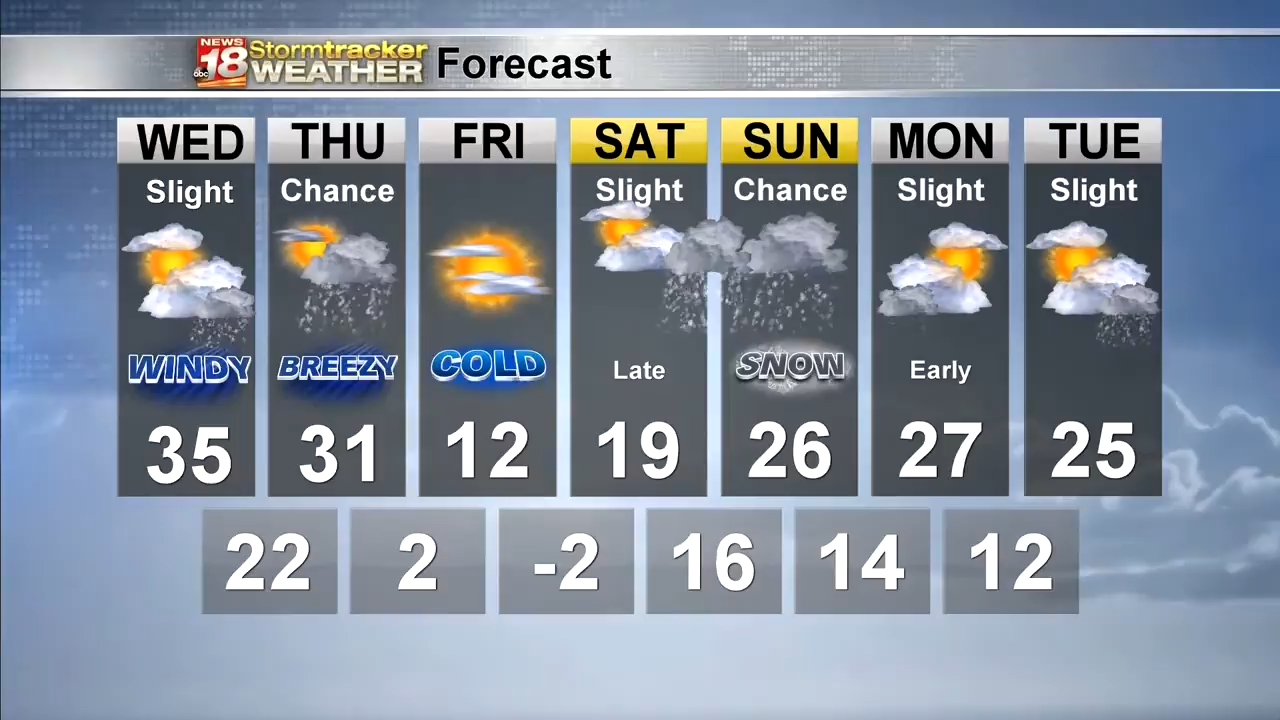 NEWS
abc 18 Stormtracker
WEATHER Forecast
WED THU FRI SAT SUN MON TUE
Slight Chance Slight Chance Slight Slight
WINDY BREEZY COLD Late SNOW Early
35 31 12 19 26 27 25
22 2 -2 16 14 12